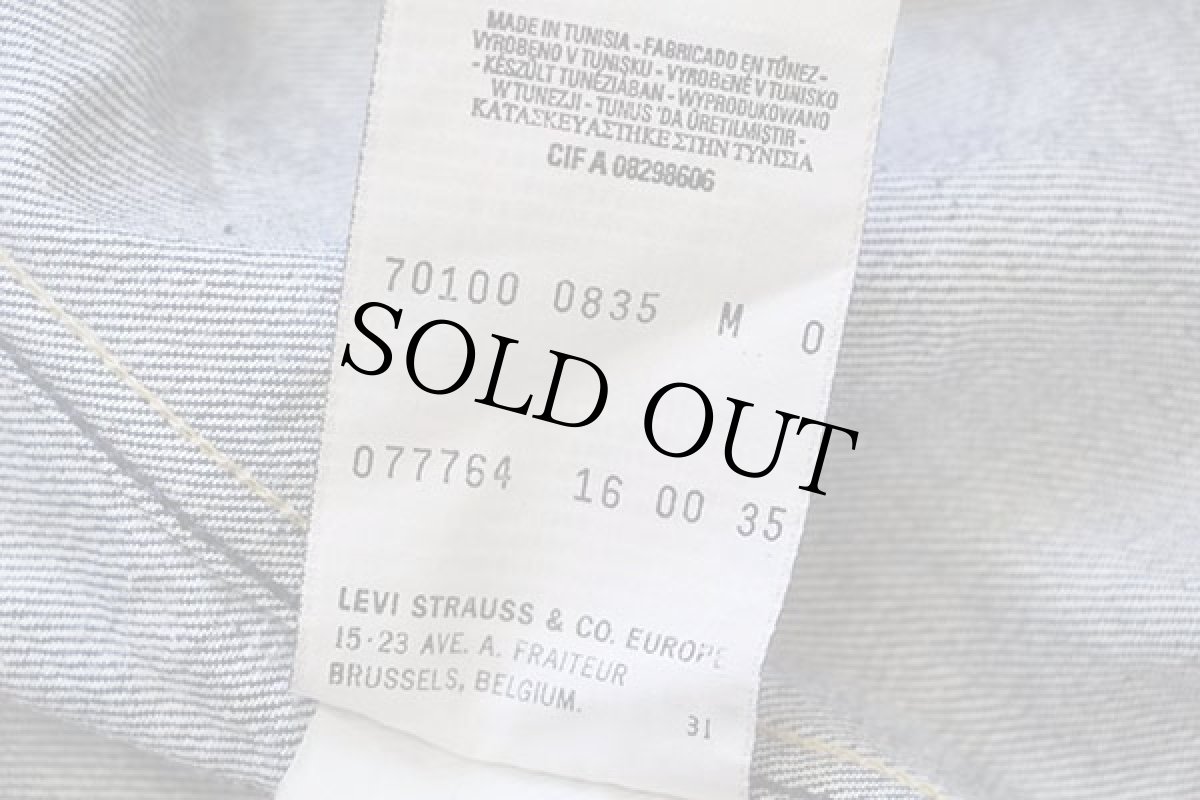 MADE IN TUNISIA - FABRICADO EN TÛNEZ -
VYROBENO V TUNISKU - VYROBENÉ V TUNISKO
- KÉSZÜLT TUNÉZIÁBAN - WYPRODUKOWANO
W TUNEZJI - TUNUS 'DA ÜRETILMIŞTIR -
ΚΑΤΑΣΚΕΥΑΣΤΗΚΕ ΣΤΗΝ ΤΥΝΙΣΙΑ
CIF A 08298606
70100 0835 M 0
SOLD OUT
077764 16 00 35
LEVI STRAUSS & CO. EUROPE
15-23 AVE. A. FRAITEUR
BRUSSELS, BELGIUM.
31